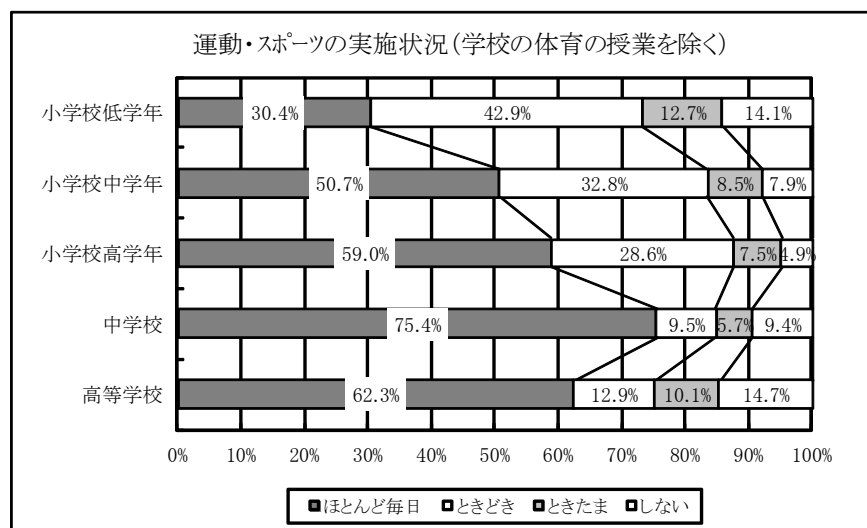 運動・スポーツの実施状況(学校の体育の授業を除く)
小学校低学年 30.4% 42.9% 12.7% 14.1%
小学校中学年 50.7% 32.8% 8.5% 7.9%
小学校高学年 59.0% 28.6% 7.5% 4.9%
中学校 75.4% 9.5% 5.7% 9.4%
高等学校 62.3% 12.9% 10.1% 14.7%
0% 10% 20% 30% 40% 50% 60% 70% 80% 90% 100%
ほとんど毎日 ときどき ときたま しない